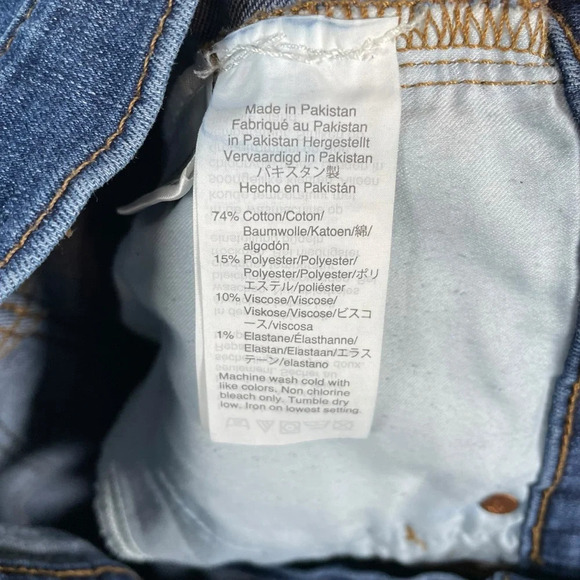 Made in Pakistan
Fabriqué au Pakistan
in Pakistan Hergestellt
Vervaardigd in Pakistan
パキスタン製
Hecho en Pakistán
74% Cotton/Coton/
Baumwolle/Katoen/綿/
algodón
15% Polyester/Polyester/
Polyester/Polyester/ポリ
エステル/poliéster
10% Viscose/Viscose/
Viskose/Viscose/ビスコ
ース/viscosa
1% Elastane/Élasthanne/
Elastan/Elastaan/エラス
テーン/elastano
Machine wash cold with
like colors. Non chlorine
bleach only. Tumble dry
low. Iron on lowest setting.